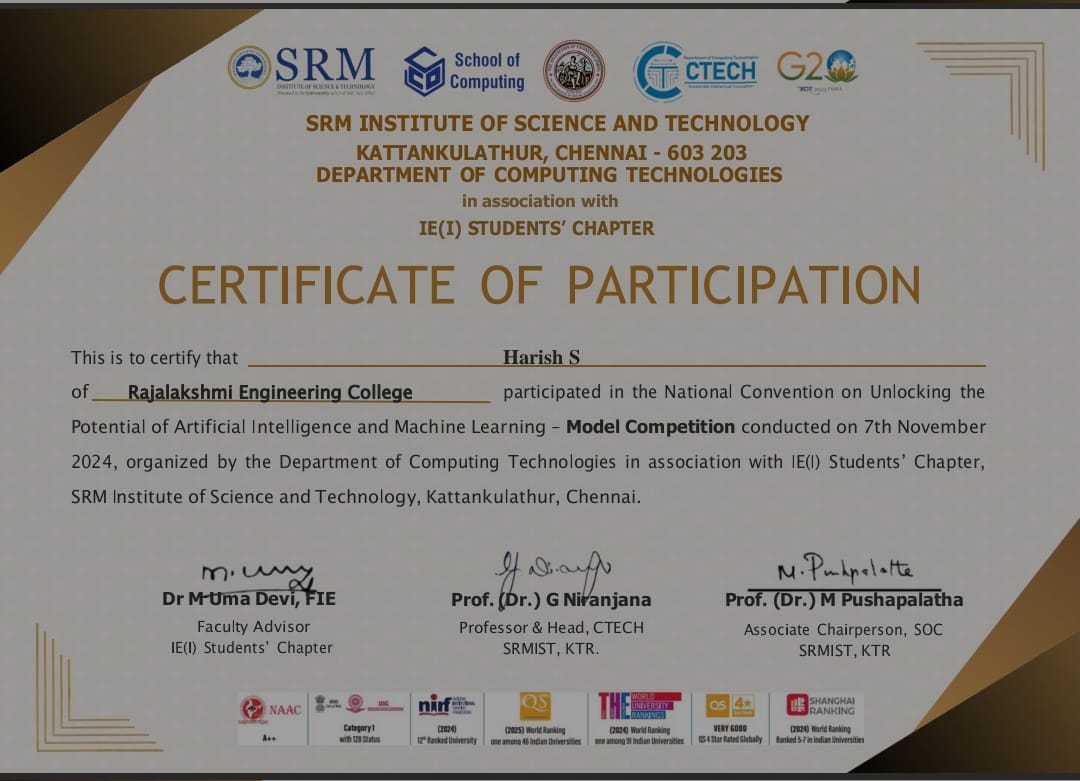 SRM
INSTITUTE OF SCIENCE & TECHNOLOGY
School of
Computing
Department of Computing Technologies
CTECH
G20
भारत 2023 INDIA
SRM INSTITUTE OF SCIENCE AND TECHNOLOGY
KATTANKULATHUR, CHENNAI - 603 203
DEPARTMENT OF COMPUTING TECHNOLOGIES
in association with
IE(I) STUDENTS’ CHAPTER
CERTIFICATE OF PARTICIPATION
This is to certify that Harish S
of Rajalakshmi Engineering College participated in the National Convention on Unlocking the
Potential of Artificial Intelligence and Machine Learning – Model Competition conducted on 7th November
2024, organized by the Department of Computing Technologies in association with IE(I) Students’ Chapter,
SRM Institute of Science and Technology, Kattankulathur, Chennai.
M. Pushpalatha
Dr M Uma Devi, FIE
Faculty Advisor
IE(I) Students’ Chapter
Prof. (Dr.) G Niranjana
Professor & Head, CTECH
SRMIST, KTR.
Prof. (Dr.) M Pushapalatha
Associate Chairperson, SOC
SRMIST, KTR
NAAC
A++
Category 1
with 12B Status
nirf
(2024)
12th Ranked University
QS
(2025) World Ranking
one among 46 Indian Universities
THE WORLD
UNIVERSITY
RANKINGS
(2024) World Ranking
one among 91 Indian Universities
QS 4★
VERY GOOD
QS 4 Star Rated Globally
SHANGHAI
RANKING
(2024) World Ranking
Ranked 5-7 in Indian Universities